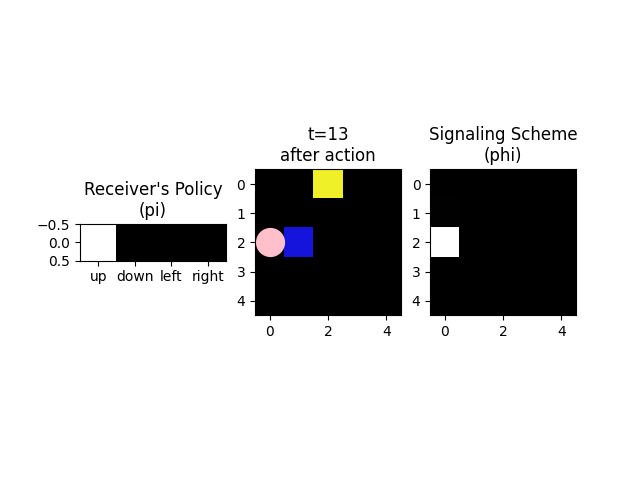 Receiver's Policy
(pi)
−0.5
0.0
0.5
up down left right
t=13
after action
0
1
2
3
4
0 2 4
Signaling Scheme
(phi)
0
1
2
3
4
0 2 4